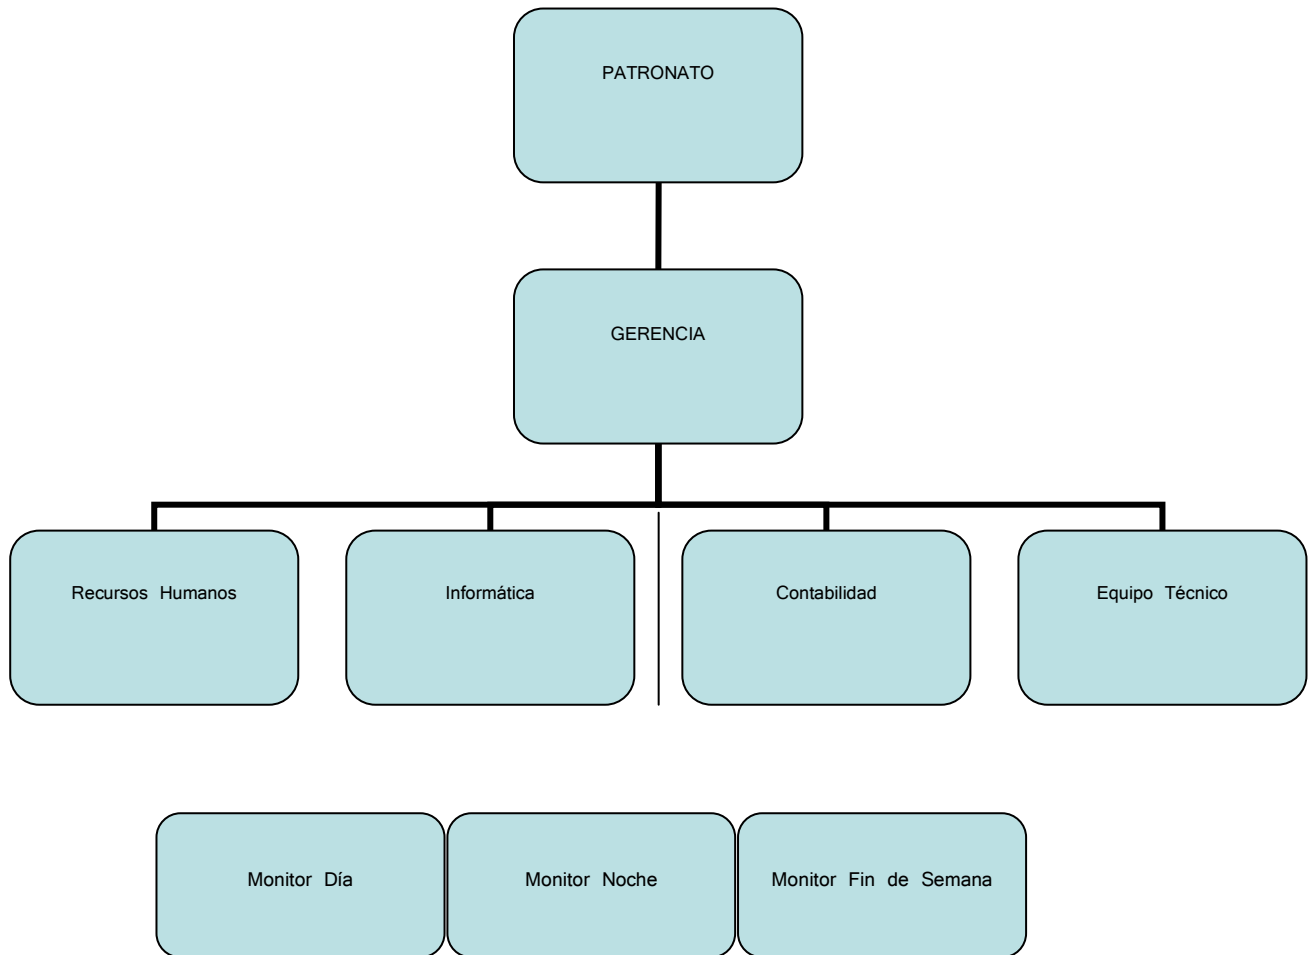 PATRONATO
GERENCIA
Recursos Humanos
Informática
Contabilidad
Equipo Técnico
Monitor Día
Monitor Noche
Monitor Fin de Semana